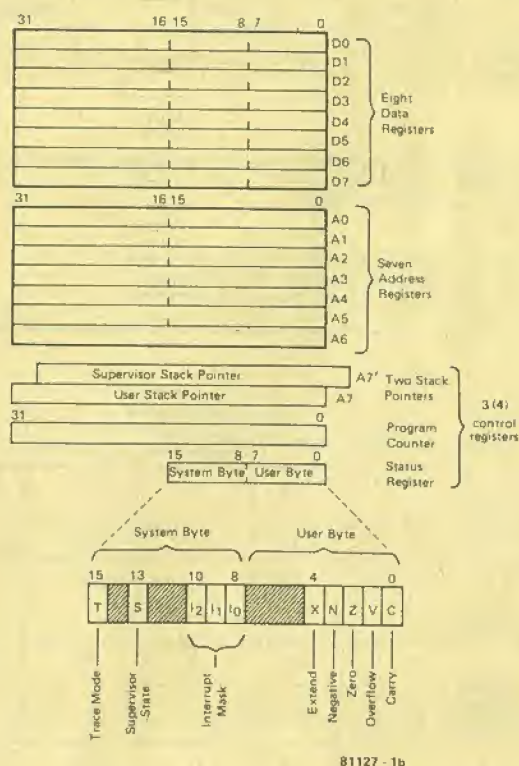 31 16 15 8 7 0
D0
D1
D2
D3
D4
D5
D6
D7
Eight
Data
Registers
31 16 15 0
A0
A1
A2
A3
A4
A5
A6
Seven
Address
Registers
Supervisor Stack Pointer
A7'
User Stack Pointer
A7
Two Stack
Pointers
31 0
Program
Counter
15 8 7 0
System Byte User Byte
Status
Register
3 (4)
control
registers
System Byte User Byte
15 13 10 8 4 0
T S I2 I1 I0 X N Z V C
Trace Mode
Supervisor
State
Interrupt
Mask
Extend
Negative
Zero
Overflow
Carry
81127 - 1b